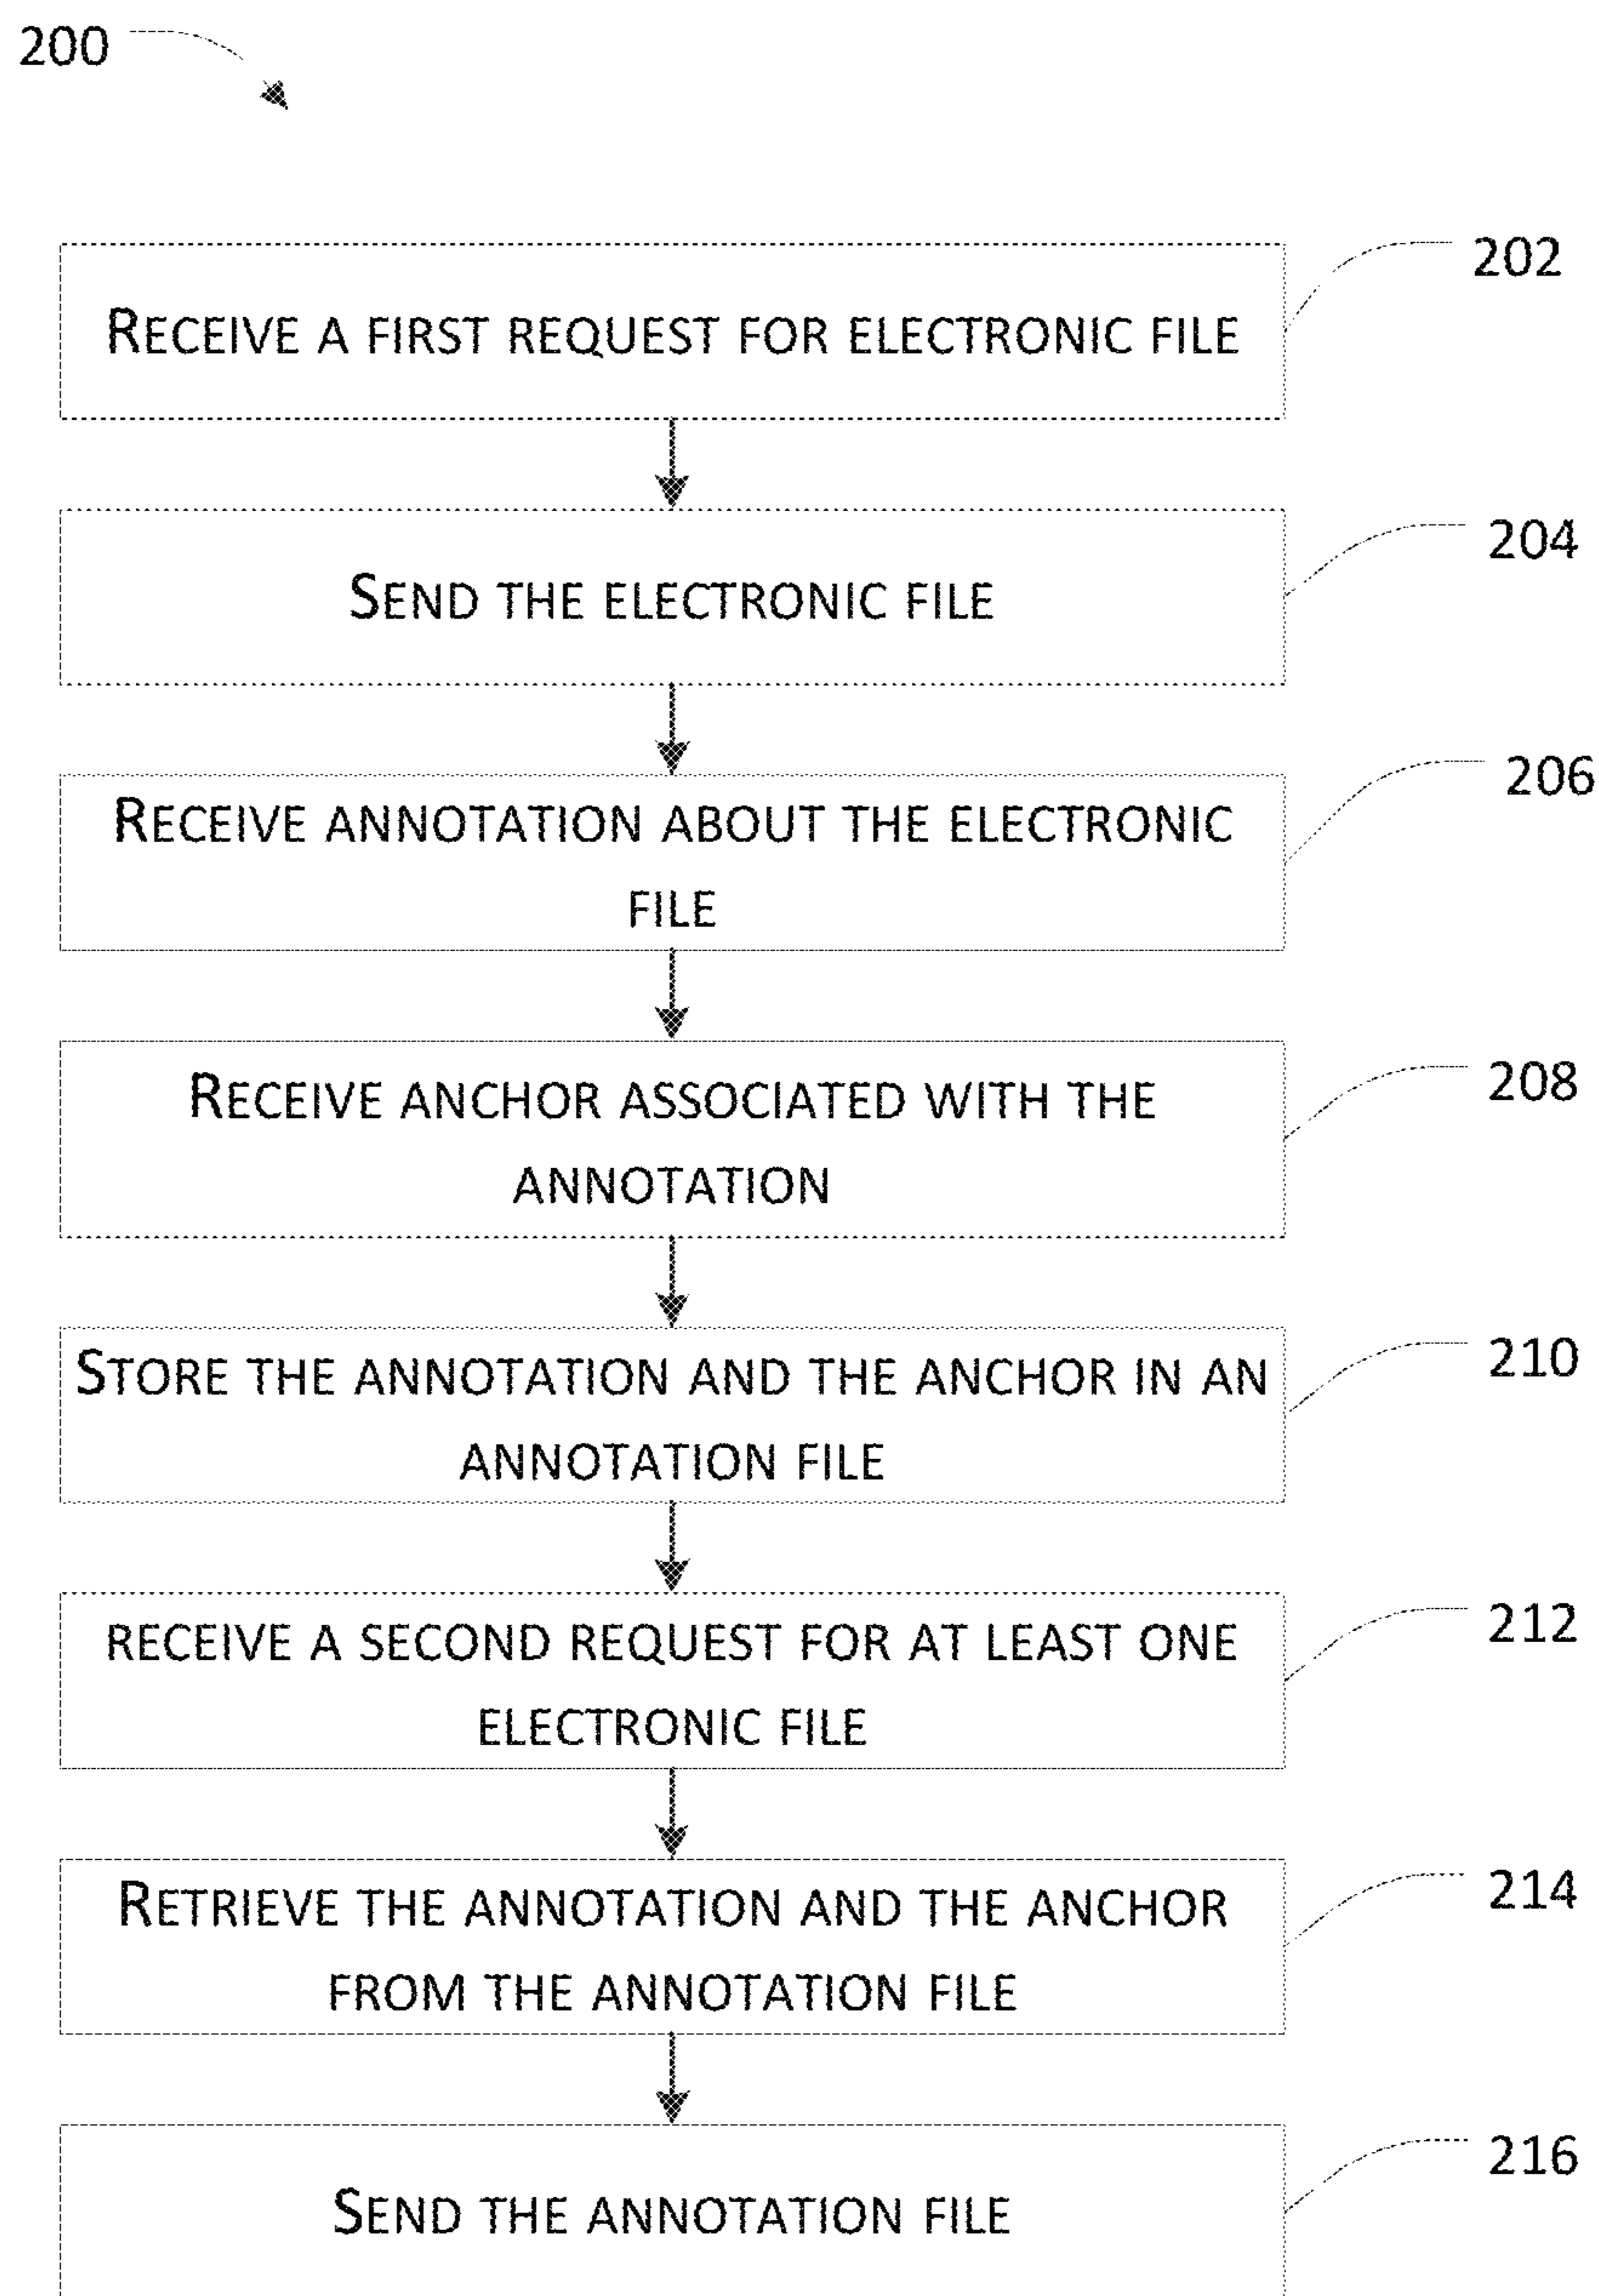 200
202
RECEIVE A FIRST REQUEST FOR ELECTRONIC FILE
204
SEND THE ELECTRONIC FILE
206
RECEIVE ANNOTATION ABOUT THE ELECTRONIC
FILE
208
RECEIVE ANCHOR ASSOCIATED WITH THE
ANNOTATION
210
STORE THE ANNOTATION AND THE ANCHOR IN AN
ANNOTATION FILE
212
RECEIVE A SECOND REQUEST FOR AT LEAST ONE
ELECTRONIC FILE
214
RETRIEVE THE ANNOTATION AND THE ANCHOR
FROM THE ANNOTATION FILE
216
SEND THE ANNOTATION FILE